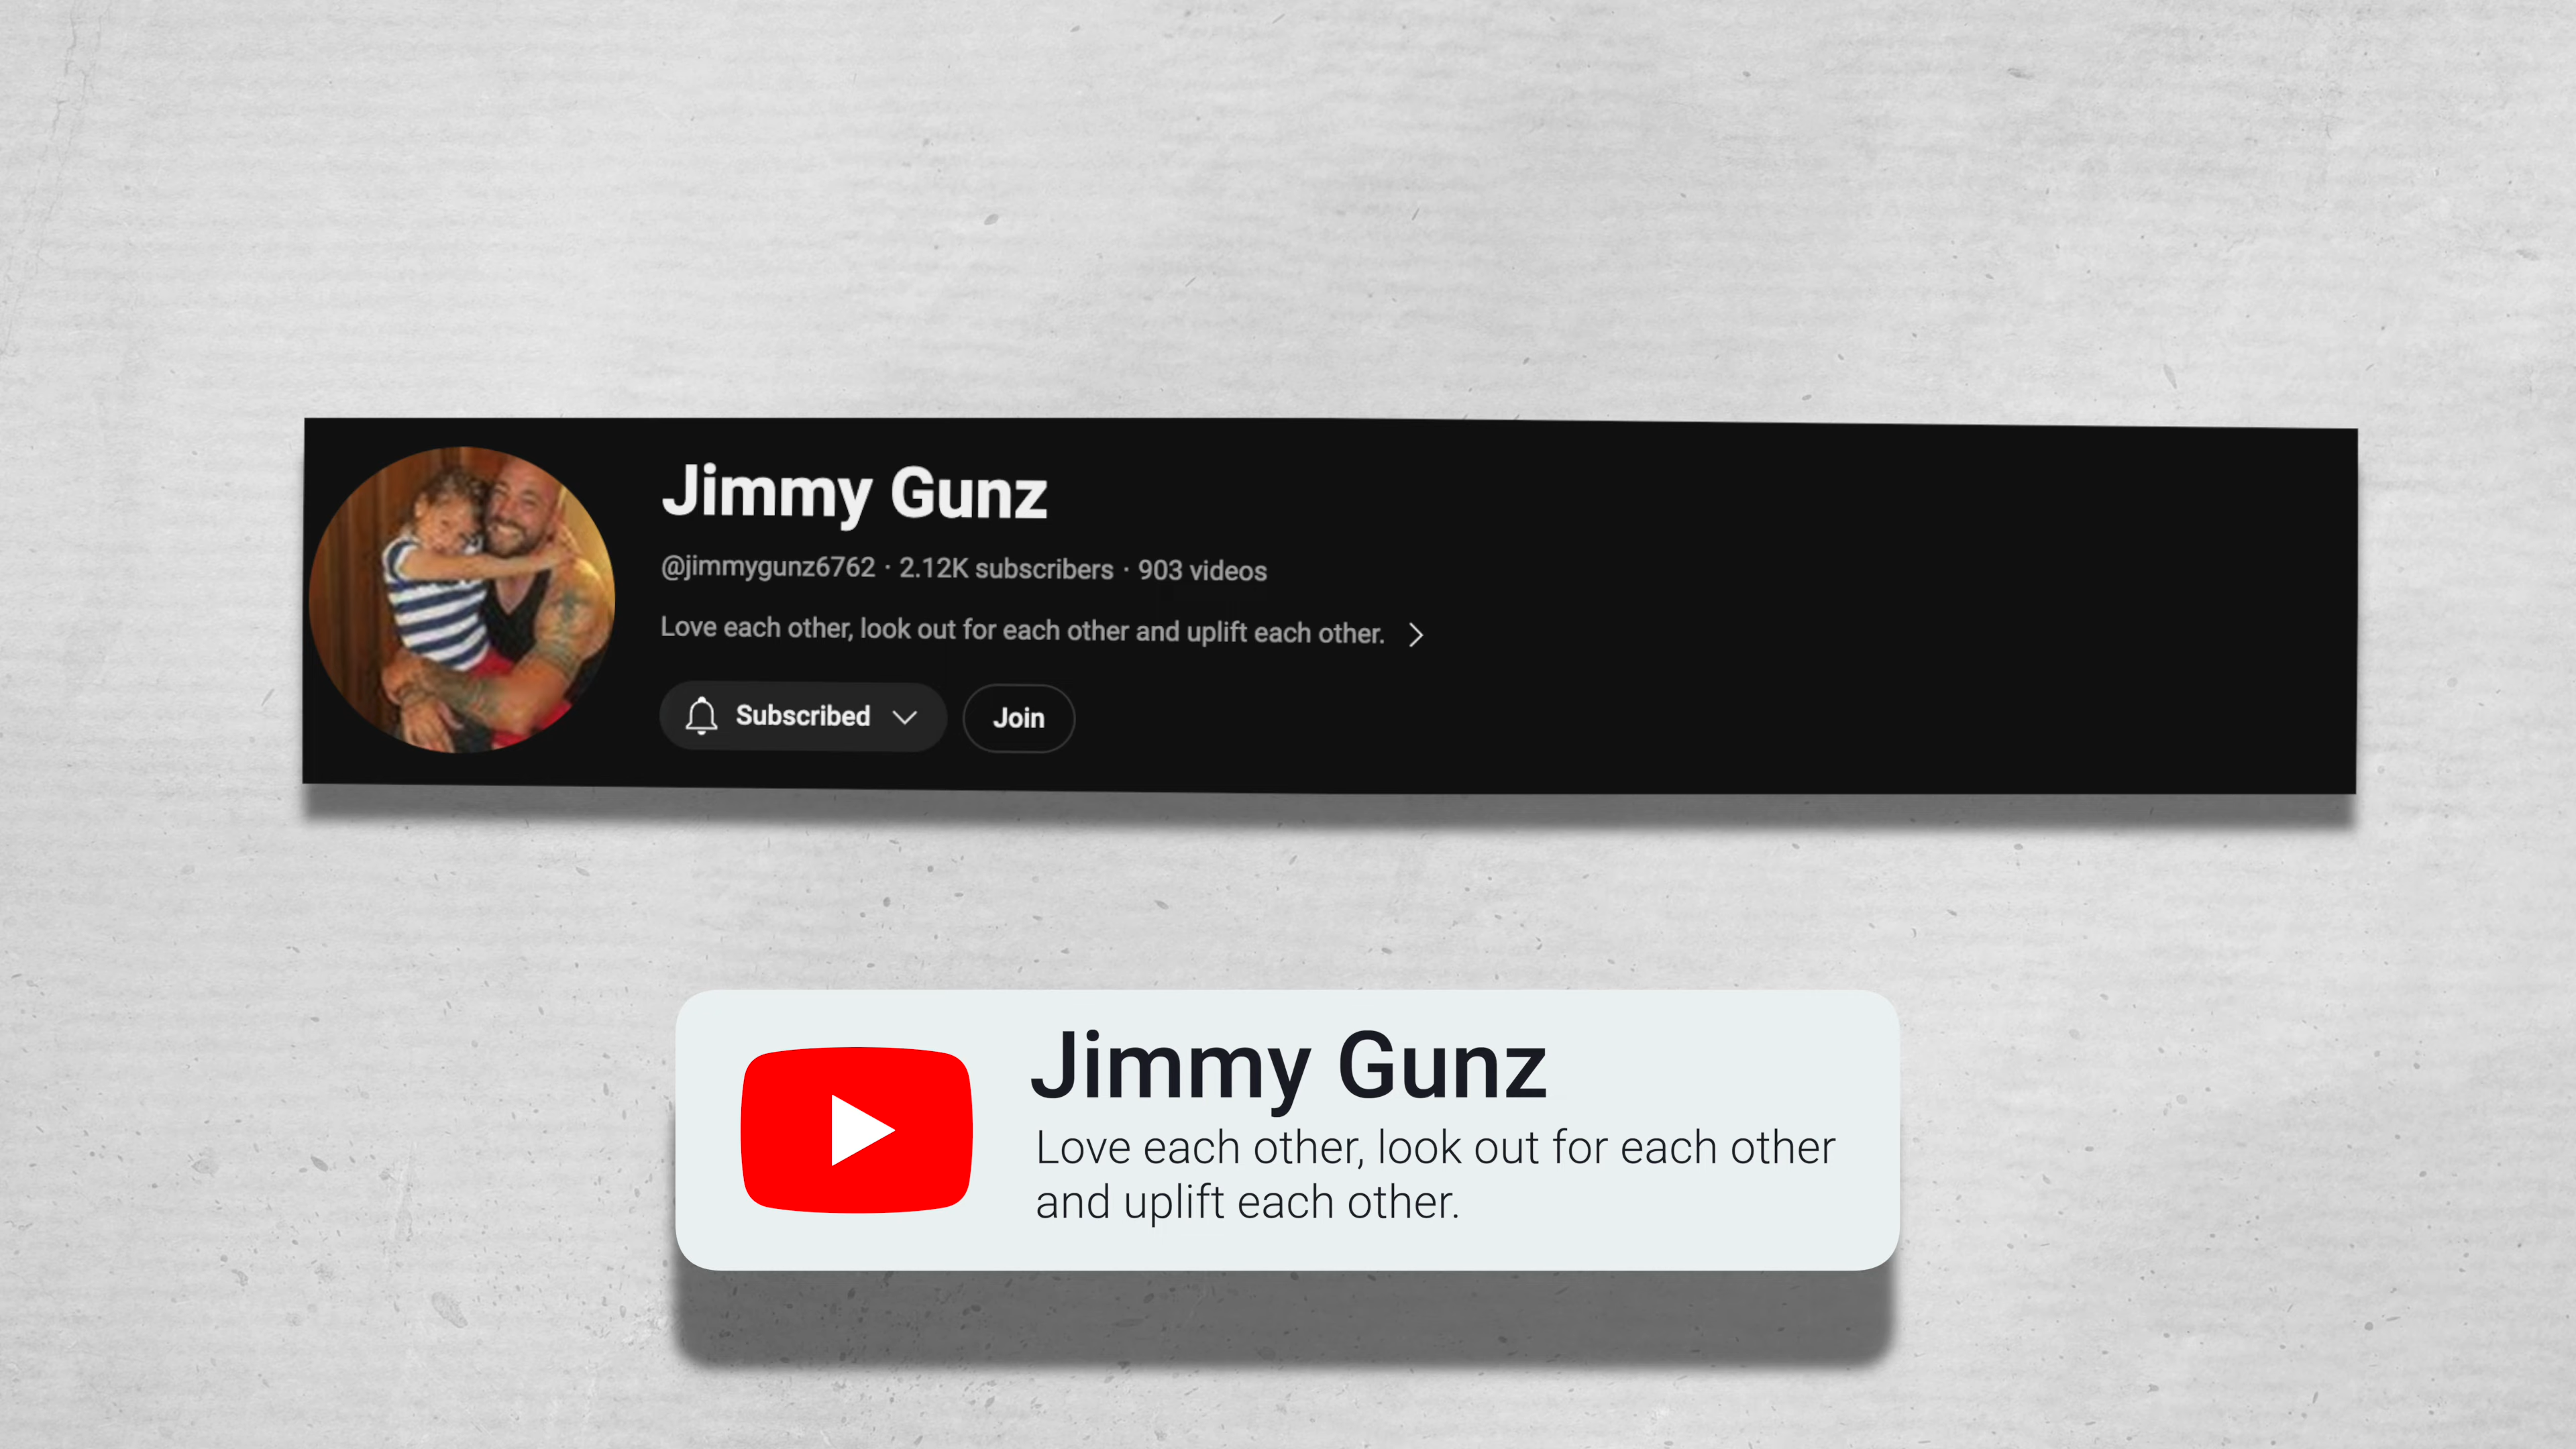 Jimmy Gunz
@jimmygunz6762 · 2.12K subscribers · 903 videos
Love each other, look out for each other and uplift each other.
Subscribed
Join
Jimmy Gunz
Love each other, look out for each other
and uplift each other.